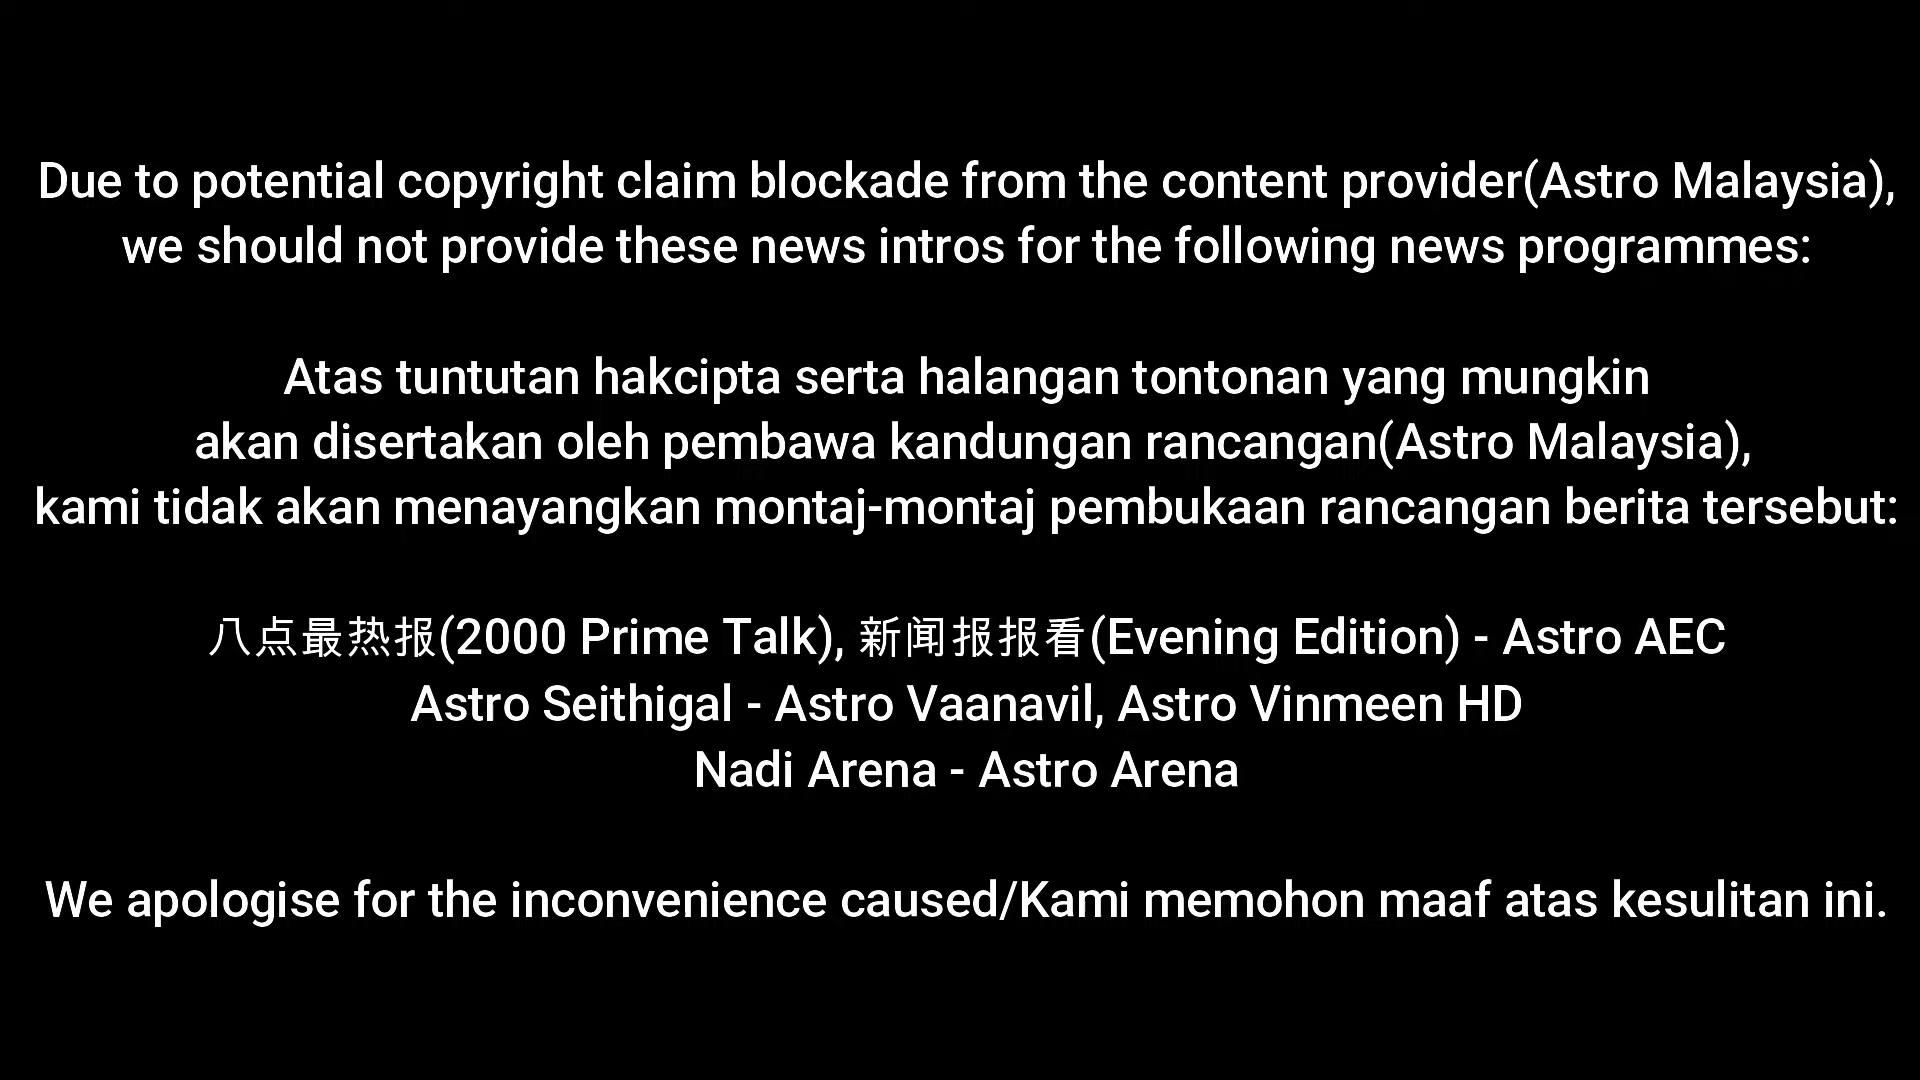 Due to potential copyright claim blockade from the content provider(Astro Malaysia),
we should not provide these news intros for the following news programmes:
Atas tuntutan hakcipta serta halangan tontonan yang mungkin
akan disertakan oleh pembawa kandungan rancangan(Astro Malaysia),
kami tidak akan menayangkan montaj-montaj pembukaan rancangan berita tersebut:
八点最热报(2000 Prime Talk), 新闻报报看(Evening Edition) - Astro AEC
Astro Seithigal - Astro Vaanavil, Astro Vinmeen HD
Nadi Arena - Astro Arena
We apologise for the inconvenience caused/Kami memohon maaf atas kesulitan ini.